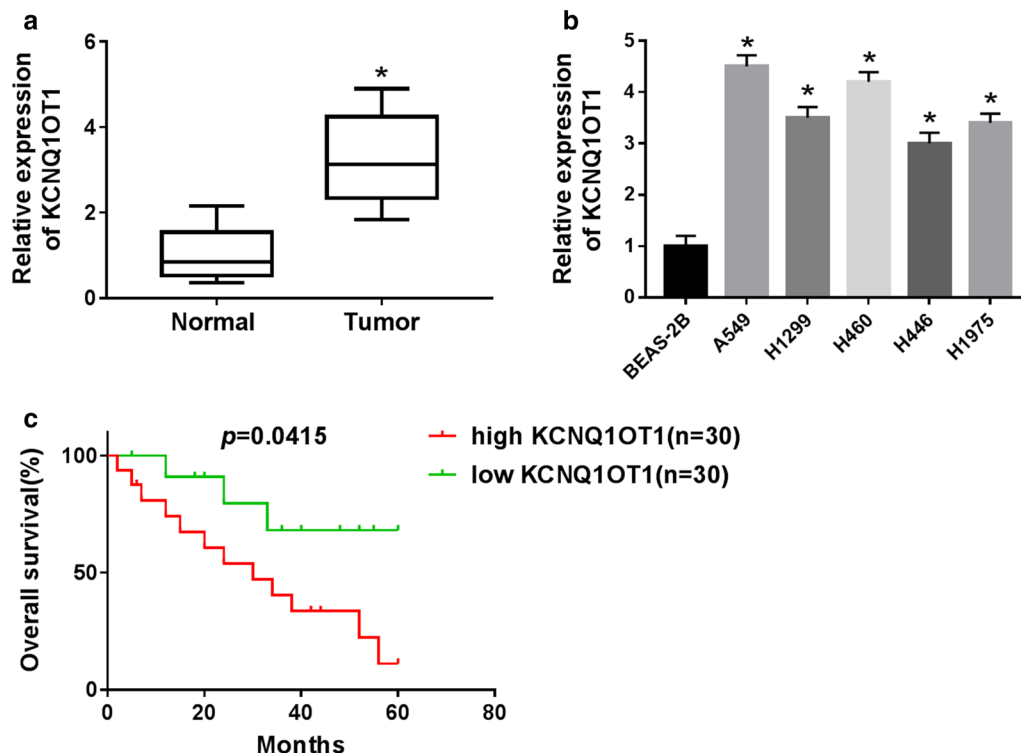 a
Relative expression
of KCNQ1OT1
6
4
2
0
*
Normal
Tumor
b
Relative expression
of KCNQ1OT1
5
4
3
2
1
0
*
*
*
*
*
BEAS-2B
A549
H1299
H460
H446
H1975
c
p=0.0415
high KCNQ1OT1(n=30)
low KCNQ1OT1(n=30)
Overall survival(%)
100
50
0
0
20
40
60
80
Months